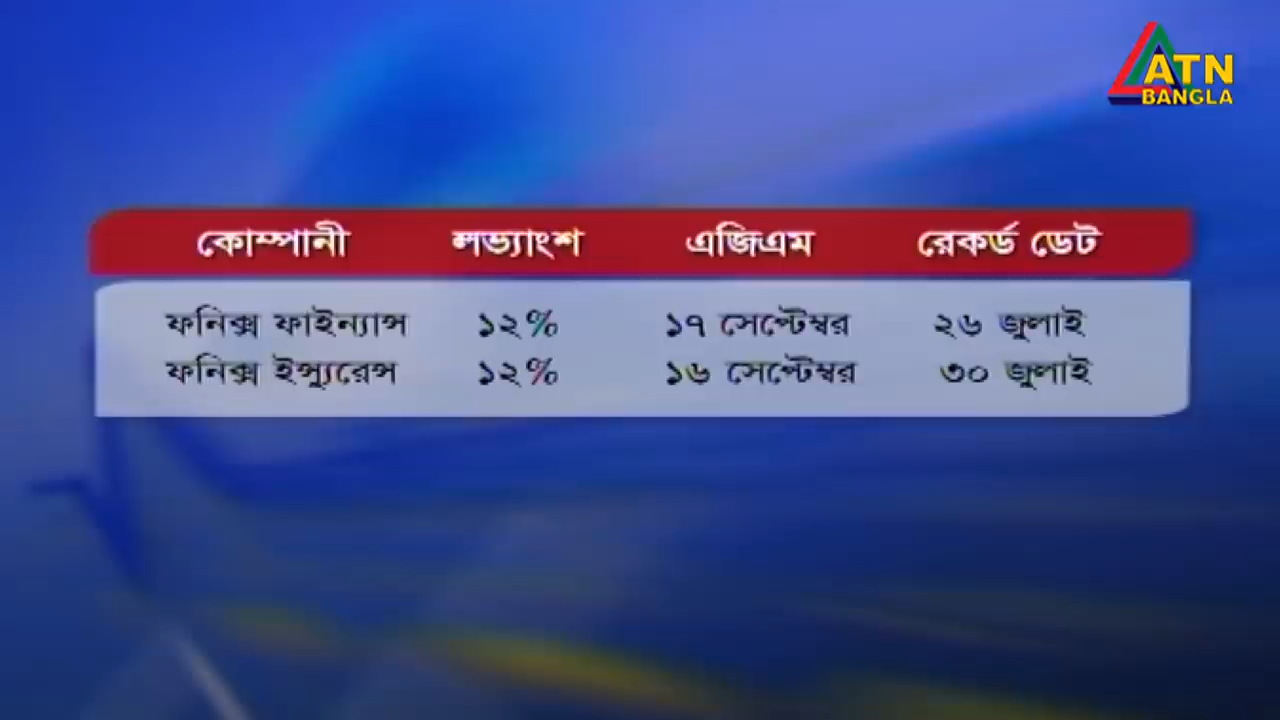 ATN
BANGLA
কোম্পানী লভ্যাংশ এজিএম রেকর্ড ডেট
ফনিক্স ফাইন্যান্স ১২% ১৭ সেপ্টেম্বর ২৬ জুলাই
ফনিক্স ইন্স্যুরেন্স ১২% ১৬ সেপ্টেম্বর ৩০ জুলাই